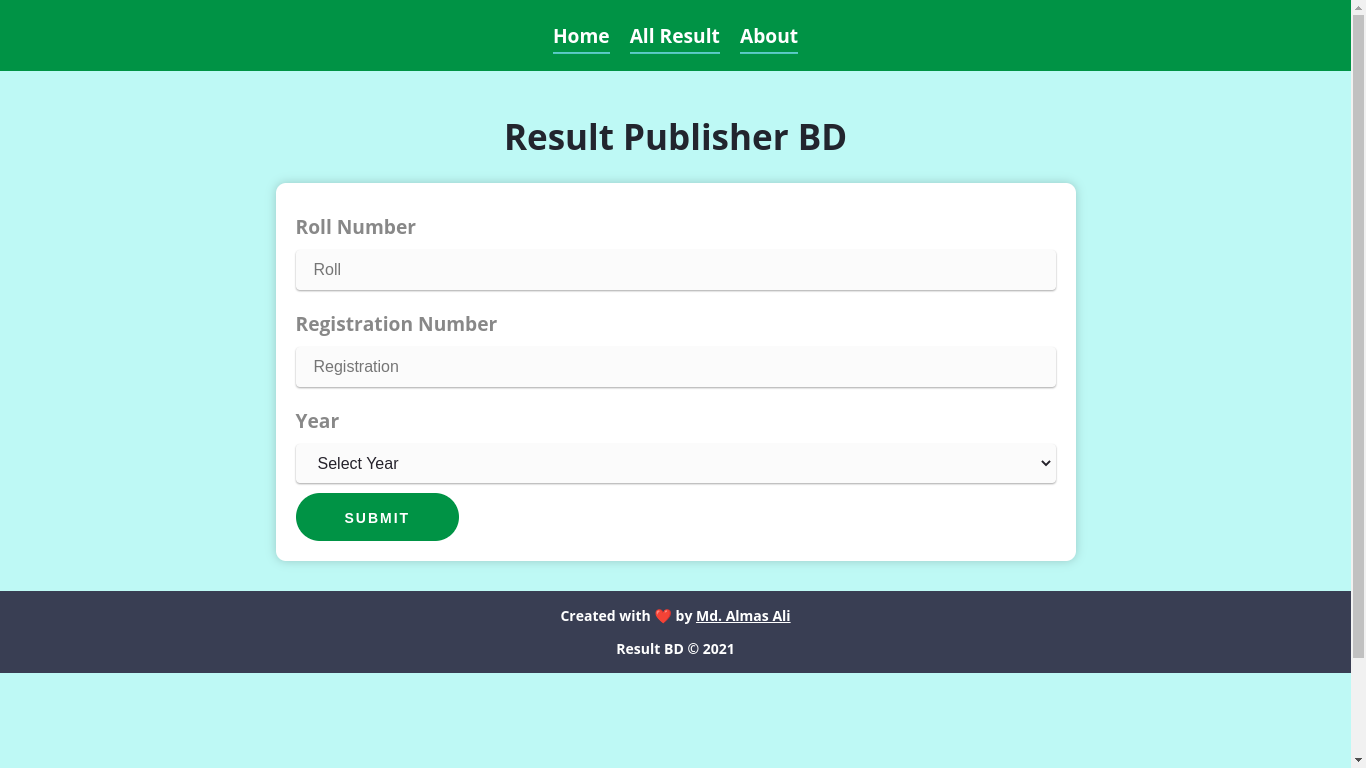 Home All Result About
Result Publisher BD
Roll Number
Roll
Registration Number
Registration
Year
Select Year
SUBMIT
Created with ❤️ by Md. Almas Ali
Result BD © 2021